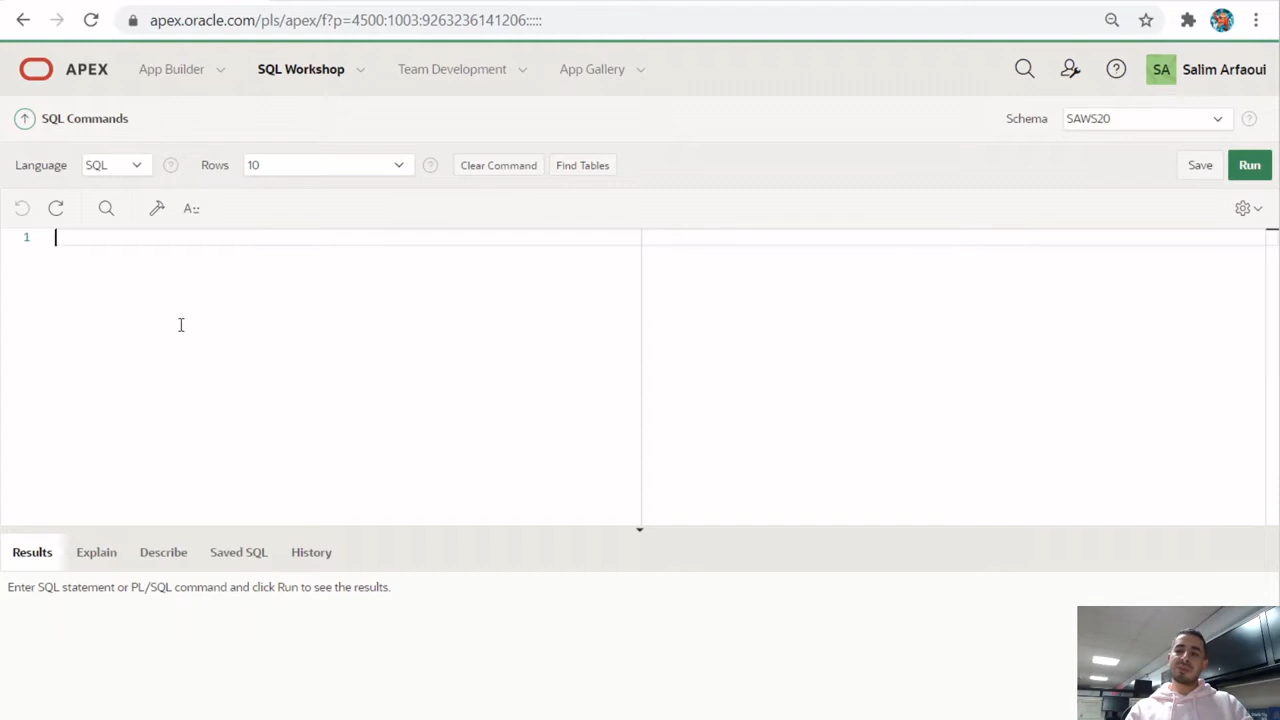 apex.oracle.com/pls/apex/f?p=4500:1003:9263236141206:::::
APEX App Builder SQL Workshop Team Development App Gallery SA Salim Arfaoui
SQL Commands Schema SAWS20
Language SQL Rows 10 Clear Command Find Tables Save Run
A::
1
Results Explain Describe Saved SQL History
Enter SQL statement or PL/SQL command and click Run to see the results.